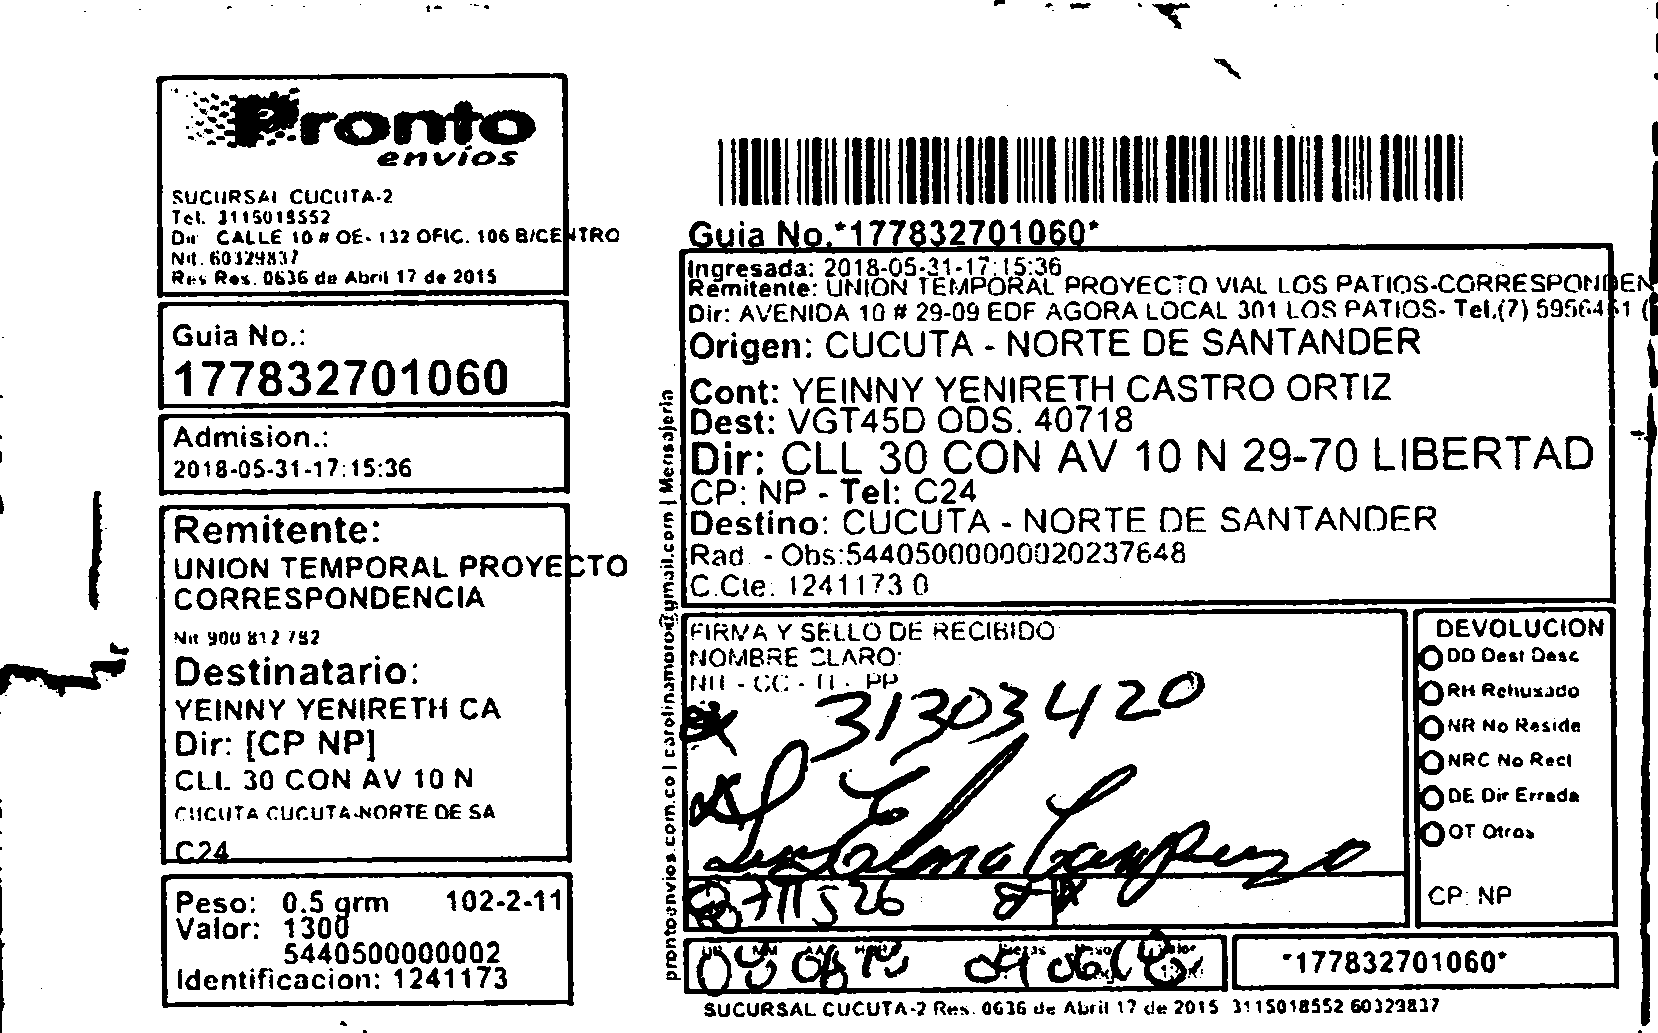 Pronto
envios
SUCURSAL CUCUTA-2
Tel. 3115018552
Dir CALLE 10 # OE- 132 OFIC. 106 B/CENTRO
Nit. 60329837
Res Res. 0636 de Abril 17 de 2015
Guia No.:
177832701060
Admision.:
2018-05-31-17:15:36
Remitente:
UNION TEMPORAL PROYECTO
CORRESPONDENCIA
Nit 900 812 782
Destinatario:
YEINNY YENIRETH CA
Dir: [CP NP]
CLL 30 CON AV 10 N
CUCUTA CUCUTA-NORTE DE SA
C24
Peso: 0.5 grm 102-2-11
Valor: 1300
5440500000002
Identificacion: 1241173
prontoenvios.com.co | carolinamoro@gmail.com | Mensajeria
Guia No.*177832701060*
Ingresada: 2018-05-31-17:15:36
Remitente: UNION TEMPORAL PROYECTO VIAL LOS PATIOS-CORRESPONDEN
Dir: AVENIDA 10 # 29-09 EDF AGORA LOCAL 301 LOS PATIOS- Tel.(7) 5956461 (
Origen: CUCUTA - NORTE DE SANTANDER
Cont: YEINNY YENIRETH CASTRO ORTIZ
Dest: VGT45D ODS. 40718
Dir: CLL 30 CON AV 10 N 29-70 LIBERTAD
CP: NP - Tel: C24
Destino: CUCUTA - NORTE DE SANTANDER
Rad. - Obs:54405000000020237648
C.Cte. 1241173 0
FIRMA Y SELLO DE RECIBIDO
NOMBRE CLARO:
NIT - CC - TI - PP
31303420
DEVOLUCION
DD Dest Desc
RH Rehusado
NR No Reside
NRC No Recl
DE Dir Errada
OT Otros
CP: NP
*177832701060*
SUCURSAL CUCUTA-2 Res. 0636 de Abril 17 de 2015 3115018552 60329837